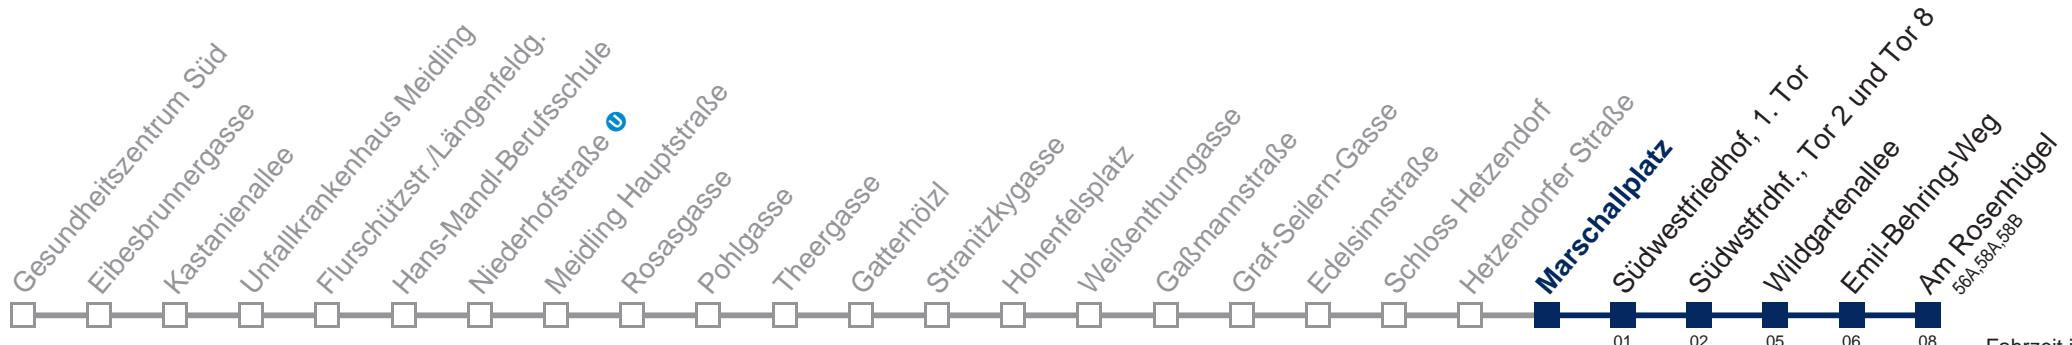 Gesundheitszentrum Süd
Eibesbrunnergasse
Kastanienallee
Unfallkrankenhaus Meidling
Flurschützstr./Längenfeldg.
Hans-Mandl-Berufsschule
Niederhofstraße U
Meidling Hauptstraße
Rosasgasse
Pohlgasse
Theergasse
Gatterhölzl
Stranitzkygasse
Hohenfelsplatz
Weißenthurngasse
Gaßmannstraße
Graf-Seilern-Gasse
Edelsinnstraße
Schloss Hetzendorf
Hetzendorfer Straße
Marschallplatz
Südwestfriedhof, 1. Tor
Südwstfrdhf., Tor 2 und Tor 8
Wildgartenallee
Emil-Behring-Weg
Am Rosenhügel
56A,58A,58B
01 02 05 06 08